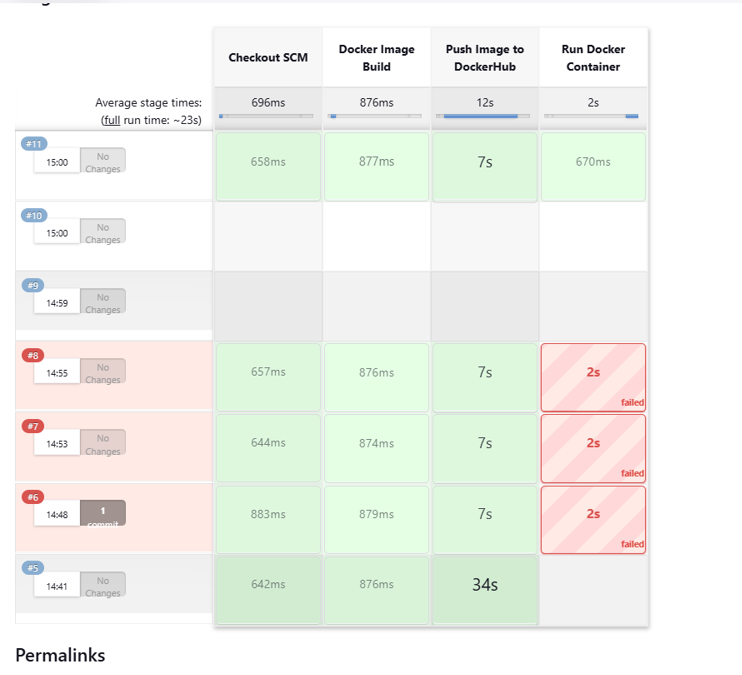 Checkout SCM
Docker Image
Build
Push Image to
DockerHub
Run Docker
Container
Average stage times:
(full run time: ~23s)
696ms
876ms
12s
2s
#11
15:00
No
Changes
658ms
877ms
7s
670ms
#10
15:00
No
Changes
#9
14:59
No
Changes
#8
14:55
No
Changes
657ms
876ms
7s
2s
failed
#7
14:53
No
Changes
644ms
874ms
7s
2s
failed
#6
14:48
1
commit
883ms
879ms
7s
2s
failed
#5
14:41
No
Changes
642ms
876ms
34s
Permalinks